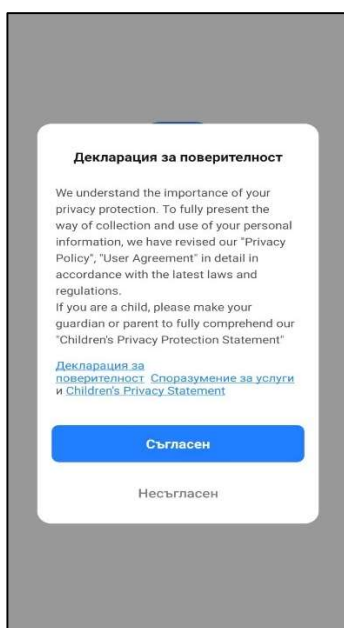 Декларация за поверителност
We understand the importance of your
privacy protection. To fully present the
way of collection and use of your personal
information, we have revised our "Privacy
Policy", "User Agreement" in detail in
accordance with the latest laws and
regulations.
If you are a child, please make your
guardian or parent to fully comprehend our
"Children's Privacy Protection Statement"
Декларация за
поверителност Споразумение за услуги
и Children's Privacy Statement
Съгласен
Несъгласен